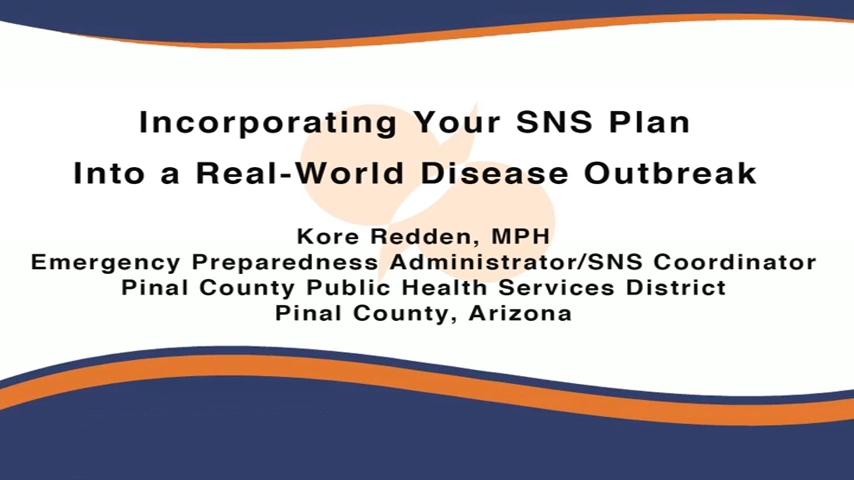 Incorporating Your SNS Plan
Into a Real-World Disease Outbreak
Kore Redden, MPH
Emergency Preparedness Administrator/SNS Coordinator
Pinal County Public Health Services District
Pinal County, Arizona